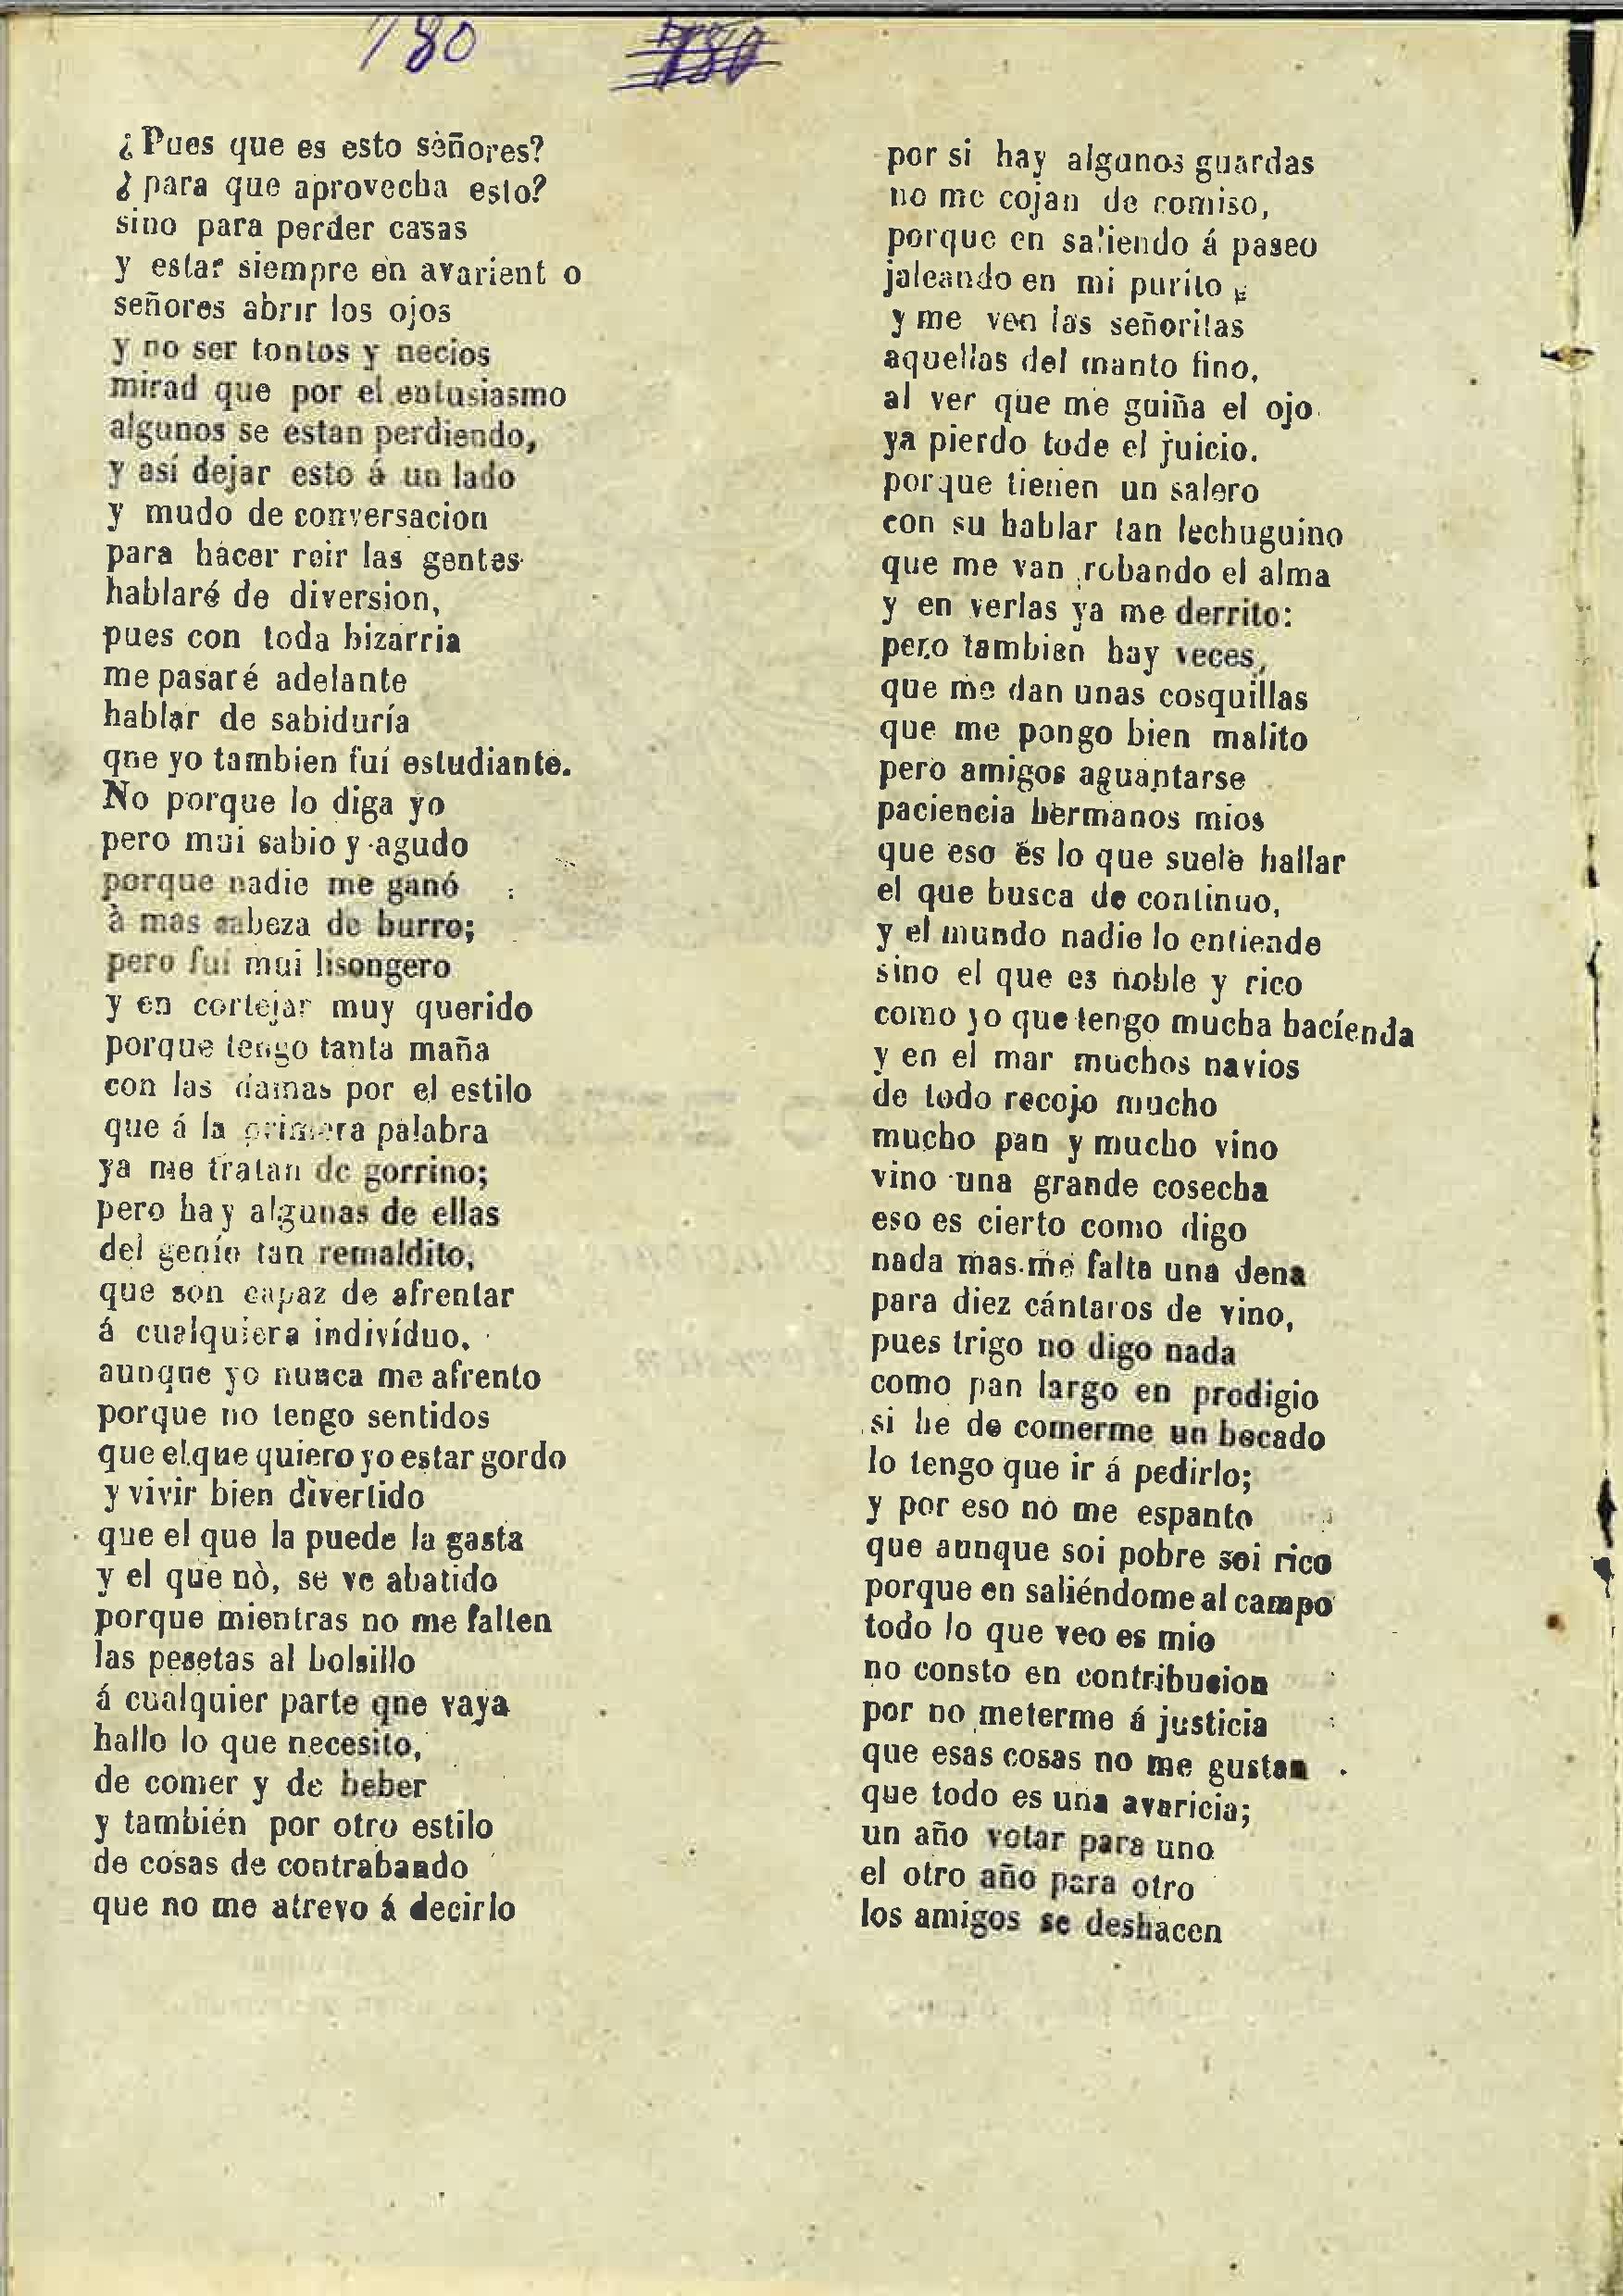 180
¿Pues que es esto señores?
¿para que aprovecha esto?
sino para perder casas
y estar siempre en avarient o
señores abrir los ojos
y no ser tontos y necios
mirad que por el entusiasmo
algunos se estan perdiendo,
y así dejar esto á un lado
y mudo de conversacion
para hacer reir las gentes
hablaré de diversion,
pues con toda bizarria
me pasaré adelante
hablar de sabiduría
qne yo tambien fuí estudiante.
No porque lo diga yo
pero mui sabio y agudo
porque nadie me ganó
à mas cabeza de burro;
pero fuí mui lisongero
y en cortejar muy querido
porque tengo tanta maña
con las damas por el estilo
que á la primera palabra
ya me tratan de gorrino;
pero hay algunas de ellas
del genio tan remaldito,
que son capaz de afrentar
á cualquiera indivíduo,
aunqne yo nunca me afrento
porque no tengo sentidos
que el que quiero yo estar gordo
y vivir bien divertido
que el que la puede la gasta
y el que nò, se ve abatido
porque mientras no me falten
las pesetas al bolsillo
á cualquier parte qne vaya
hallo lo que necesito,
de comer y de beber
y también por otro estilo
de cosas de contrabando
que no me atrevo á decirlo
por si hay algunos guardas
no me cojan de comiso,
porque en saliendo á paseo
jaleando en mi purito
y me ven las señoritas
aquellas del manto fino,
al ver que me guiña el ojo
ya pierdo tode el juicio.
porque tienen un salero
con su hablar tan lechuguino
que me van robando el alma
y en verlas ya me derrito:
pero tambien hay veces,
que me dan unas cosquillas
que me pongo bien malito
pero amigos aguantarse
paciencia hermanos mios
que eso es lo que suele hallar
el que busca de continuo,
y el mundo nadie lo entiende
sino el que es noble y rico
como yo que tengo mucha hacíenda
y en el mar muchos navios
de todo recojo mucho
mucho pan y mucho vino
vino una grande cosecha
eso es cierto como digo
nada mas me falta una dena
para diez cántaros de vino,
pues trigo no digo nada
como pan largo en prodigio
si he de comerme un bocado
lo tengo que ir á pedirlo;
y por eso no me espanto
que aunque soi pobre soi rico
porque en saliéndome al campo
todo lo que veo es mio
no consto en contribucion
por no meterme á justicia
que esas cosas no me gustan
que todo es una avaricia;
un año votar para uno
el otro año para otro
los amigos se deshacen